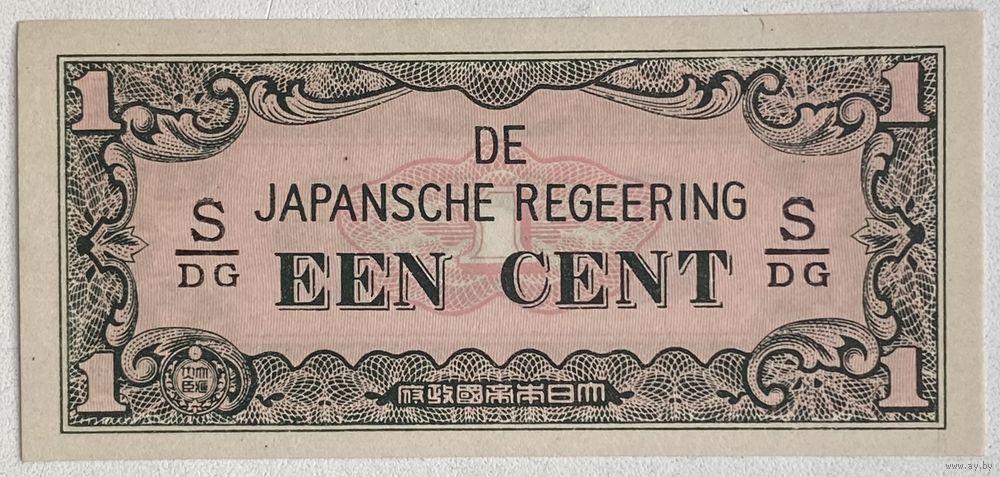 1 1
DE
JAPANSCHE REGEERING
S S
DG DG
EEN CENT
1 1
府政國帝本日大
www.ay.by